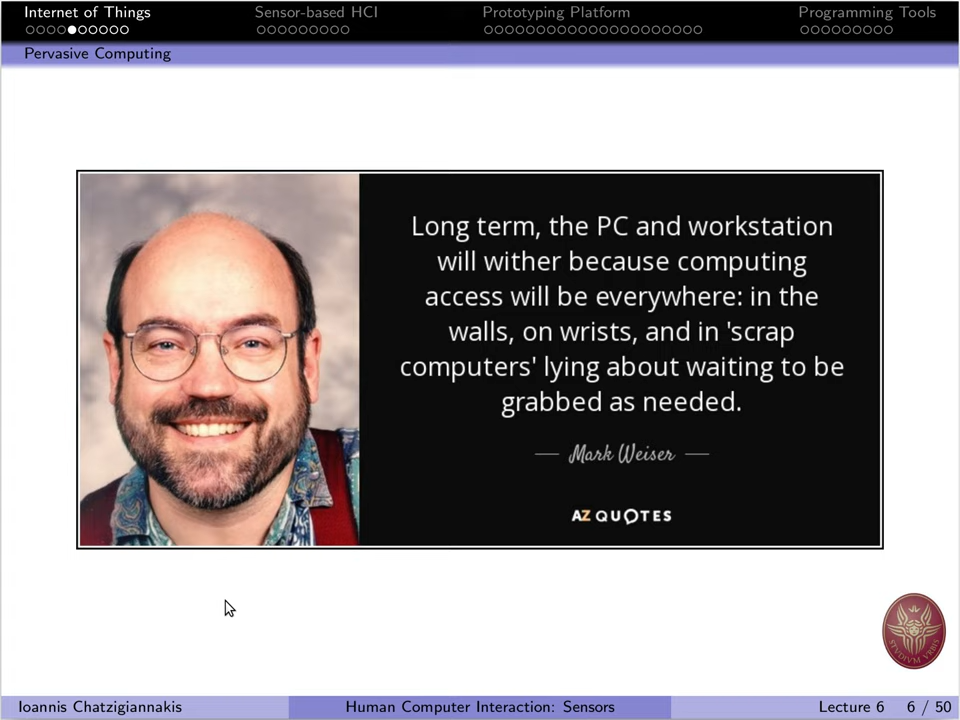 Internet of Things
Sensor-based HCI
Prototyping Platform
Programming Tools
Pervasive Computing
Long term, the PC and workstation
will wither because computing
access will be everywhere: in the
walls, on wrists, and in 'scrap
computers' lying about waiting to be
grabbed as needed.
Mark Weiser
AZ QUOTES
STVDIVM VRBIS
Ioannis Chatzigiannakis
Human Computer Interaction: Sensors
Lecture 6
6 / 50